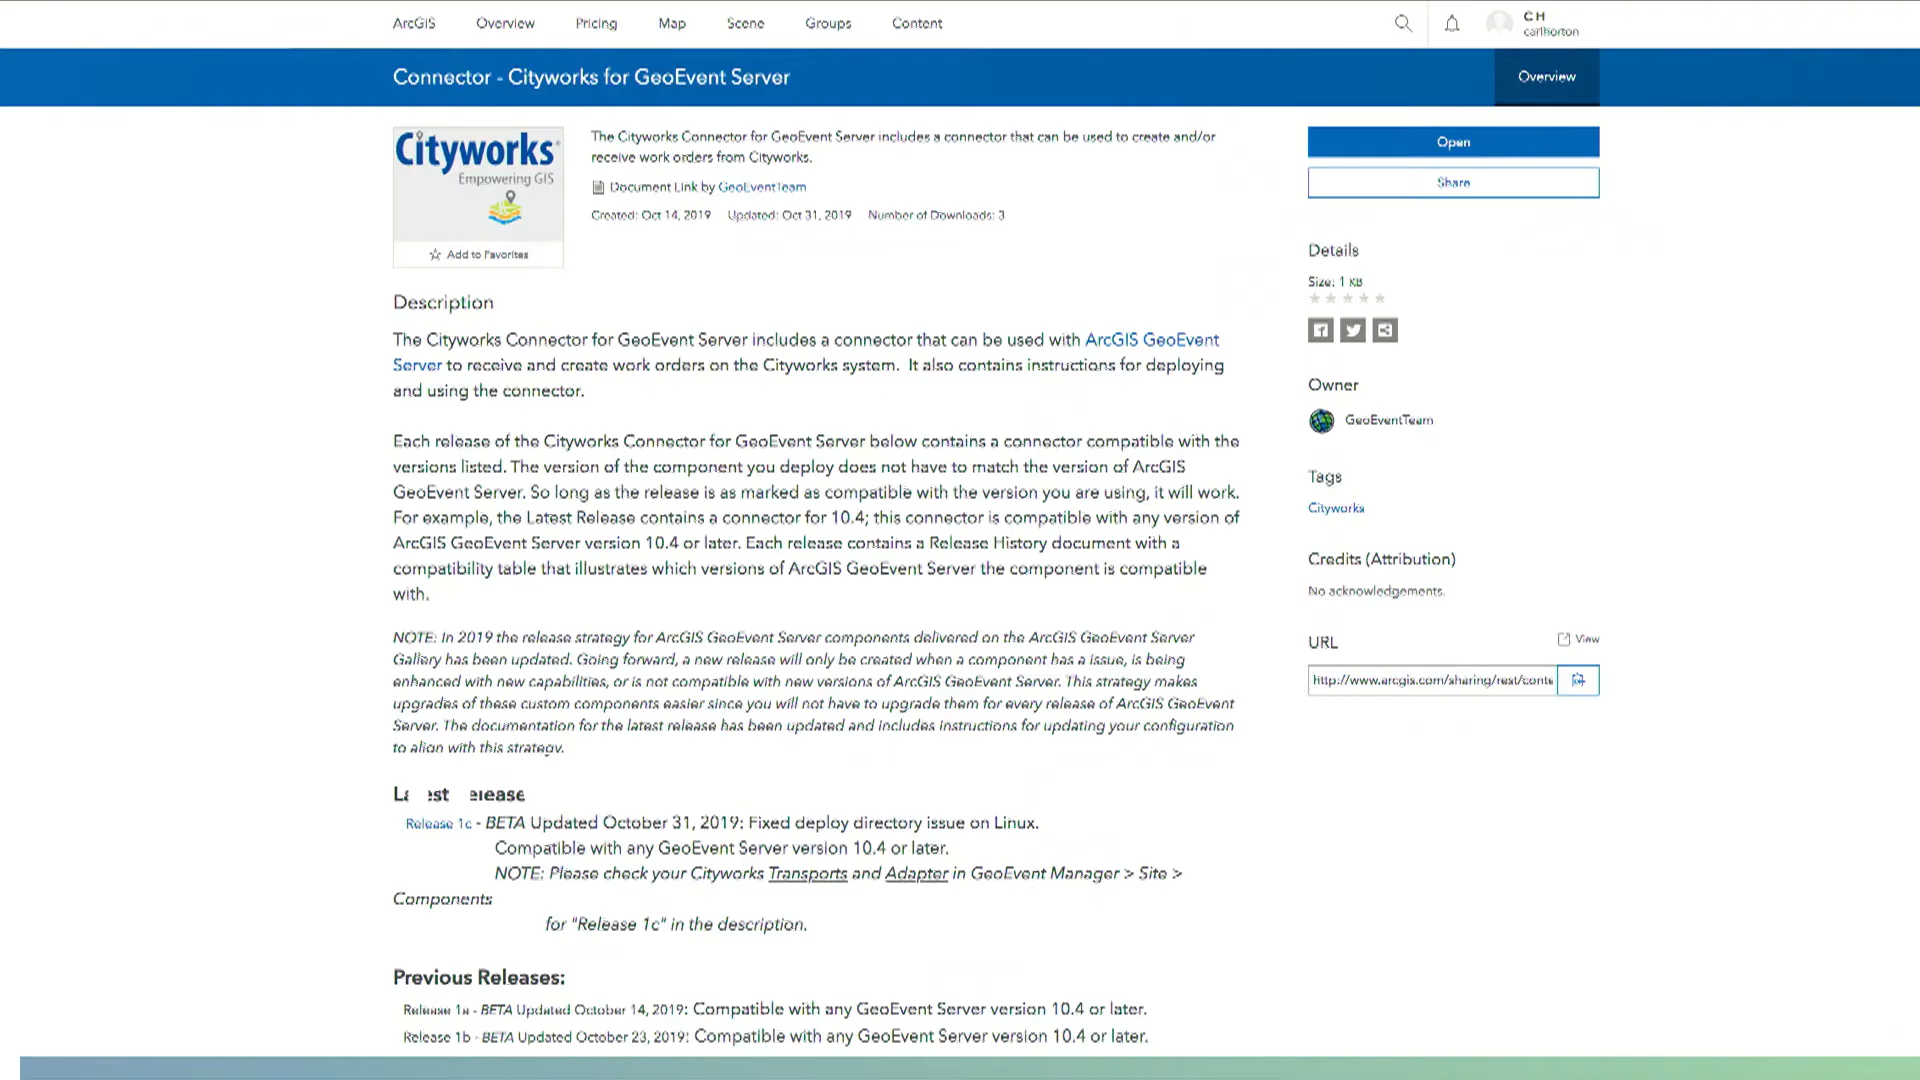 ArcGIS Overview Pricing Map Scene Groups Content
C H
carlhorton
Connector - Cityworks for GeoEvent Server
Overview
Cityworks
Empowering GIS
Add to Favorites
The Cityworks Connector for GeoEvent Server includes a connector that can be used to create and/or
receive work orders from Cityworks.
Document Link by GeoEventTeam
Created: Oct 14, 2019 Updated: Oct 31, 2019 Number of Downloads: 3
Description
The Cityworks Connector for GeoEvent Server includes a connector that can be used with ArcGIS GeoEvent
Server to receive and create work orders on the Cityworks system. It also contains instructions for deploying
and using the connector.
Each release of the Cityworks Connector for GeoEvent Server below contains a connector compatible with the
versions listed. The version of the component you deploy does not have to match the version of ArcGIS
GeoEvent Server. So long as the release is as marked as compatible with the version you are using, it will work.
For example, the Latest Release contains a connector for 10.4; this connector is compatible with any version of
ArcGIS GeoEvent Server version 10.4 or later. Each release contains a Release History document with a
compatibility table that illustrates which versions of ArcGIS GeoEvent Server the component is compatible
with.
NOTE: In 2019 the release strategy for ArcGIS GeoEvent Server components delivered on the ArcGIS GeoEvent Server
Gallery has been updated. Going forward, a new release will only be created when a component has a issue, is being
enhanced with new capabilities, or is not compatible with new versions of ArcGIS GeoEvent Server. This strategy makes
upgrades of these custom components easier since you will not have to upgrade them for every release of ArcGIS GeoEvent
Server. The documentation for the latest release has been updated and includes instructions for updating your configuration
to align with this strategy.
Release 1c - BETA Updated October 31, 2019: Fixed deploy directory issue on Linux.
Compatible with any GeoEvent Server version 10.4 or later.
NOTE: Please check your Cityworks Transports and Adapter in GeoEvent Manager > Site >
Components
for "Release 1c" in the description.
Previous Releases:
Release 1a - BETA Updated October 14, 2019: Compatible with any GeoEvent Server version 10.4 or later.
Release 1b - BETA Updated October 23, 2019: Compatible with any GeoEvent Server version 10.4 or later.
Open
Share
Details
Size: 1 KB
Owner
GeoEventTeam
Tags
Cityworks
Credits (Attribution)
No acknowledgements.
URL View
http://www.arcgis.com/sharing/rest/conte